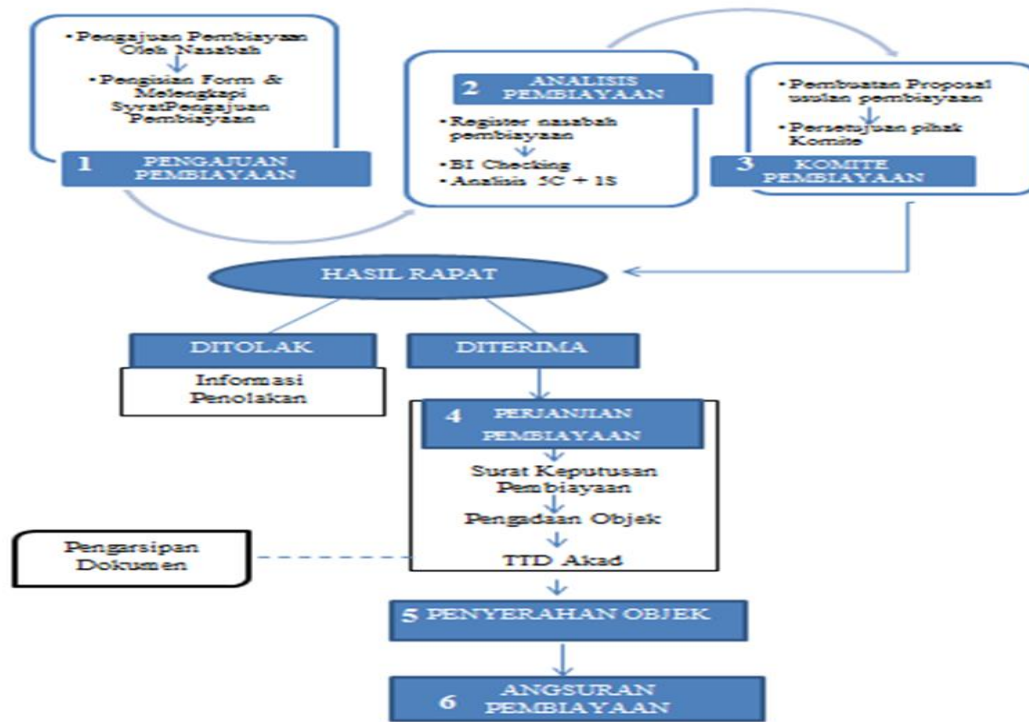 •Pengajuan Pembiayaan
Oleh Nasabah
•Pengisian Form &
Melengkapi
SyratPengajuan
Pembiayaan
1 PENGAJUAN
PEMBIAYAAN
2 ANALISIS
PEMBIAYAAN
•Register nasabah
pembiayaan
•BI Checking
•Analisis 5C + 1S
•Pembuatan Proposal
usulan pembiayaan
•Persetujuan pihak
Komite
3 KOMITE
PEMBIAYAAN
HASIL RAPAT
DITOLAK
Informasi
Penolakan
DITERIMA
4 PERJANJIAN
PEMBIAYAAN
Surat Keputusan
Pembiayaan
Pengadaan Objek
TTD Akad
Pengarsipan
Dokumen
5 PENYERAHAN OBJEK
6 ANGSURAN
PEMBIAYAAN